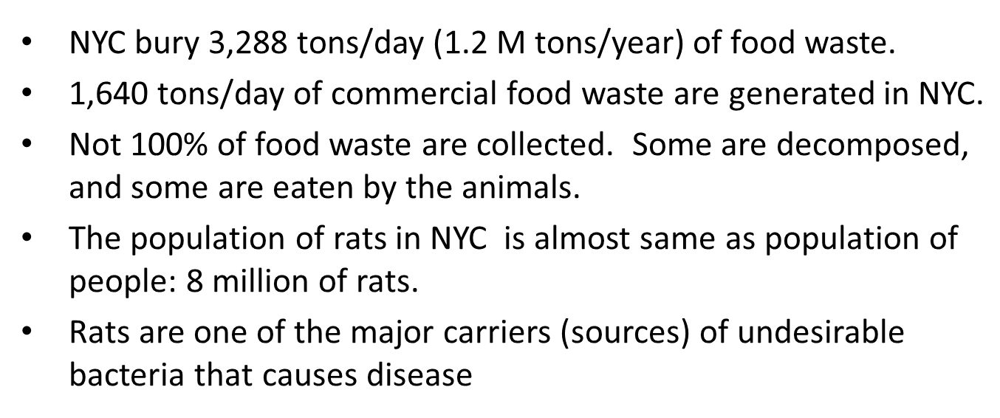 • NYC bury 3,288 tons/day (1.2 M tons/year) of food waste.
• 1,640 tons/day of commercial food waste are generated in NYC.
• Not 100% of food waste are collected.  Some are decomposed,
and some are eaten by the animals.
• The population of rats in NYC  is almost same as population of
people: 8 million of rats.
• Rats are one of the major carriers (sources) of undesirable
bacteria that causes disease